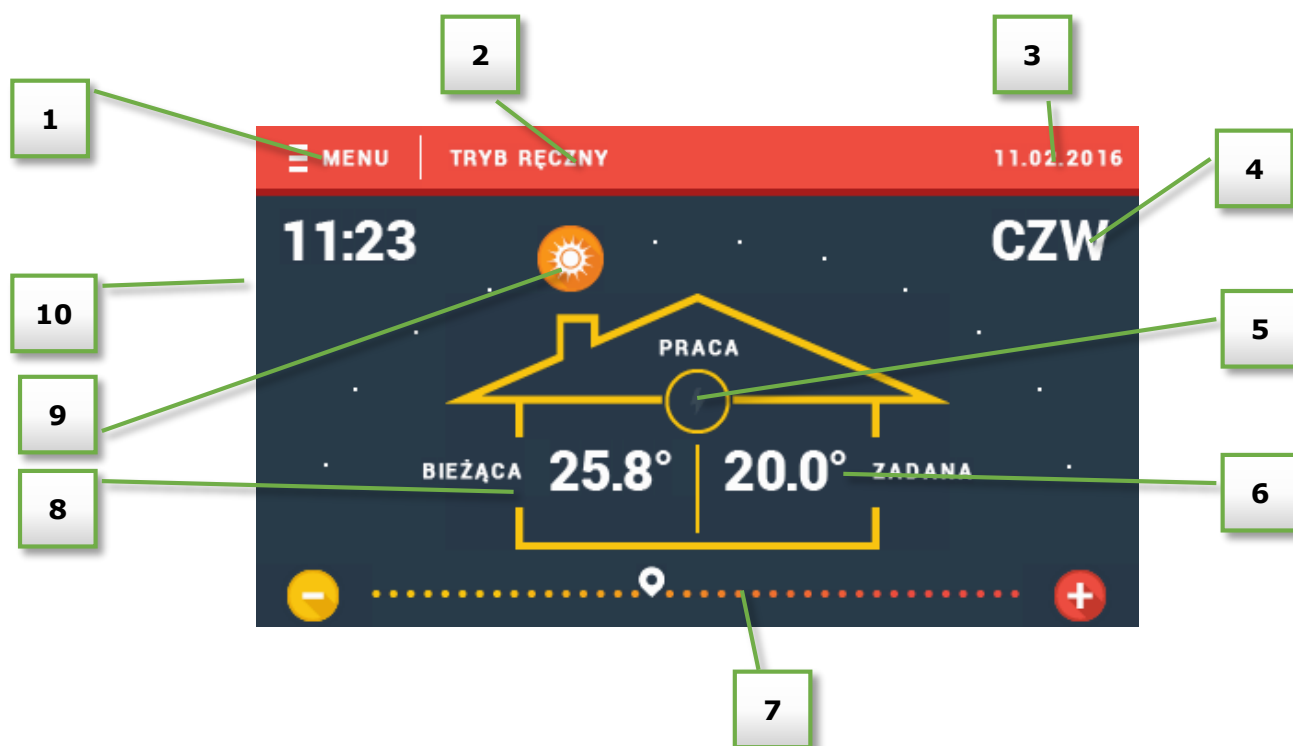 2
3
1
MENU
TRYB RĘCZNY
11.02.2016
4
11:23
CZW
10
5
PRACA
9
BIEŻĄCA
25.8°
20.0°
ZADANA
8
6
7